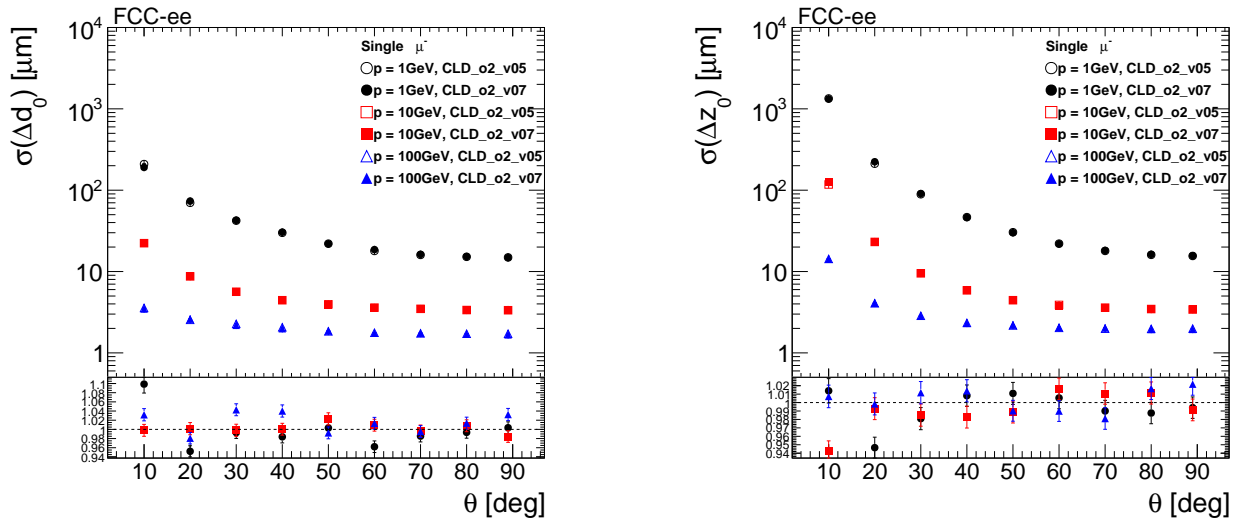 FCC-ee
Single μ⁻
p = 1GeV, CLD_o2_v05
p = 1GeV, CLD_o2_v07
p = 10GeV, CLD_o2_v05
p = 10GeV, CLD_o2_v07
p = 100GeV, CLD_o2_v05
p = 100GeV, CLD_o2_v07
σ(Δd₀) [μm]
10⁴
10³
10²
10
1
1.1
1.08
1.06
1.04
1.02
1
0.98
0.96
0.94
10 20 30 40 50 60 70 80 90
θ [deg]
FCC-ee
Single μ⁻
p = 1GeV, CLD_o2_v05
p = 1GeV, CLD_o2_v07
p = 10GeV, CLD_o2_v05
p = 10GeV, CLD_o2_v07
p = 100GeV, CLD_o2_v05
p = 100GeV, CLD_o2_v07
σ(Δz₀) [μm]
10⁴
10³
10²
10
1
1.02
1.01
1
0.99
0.98
0.97
0.96
0.95
0.94
10 20 30 40 50 60 70 80 90
θ [deg]